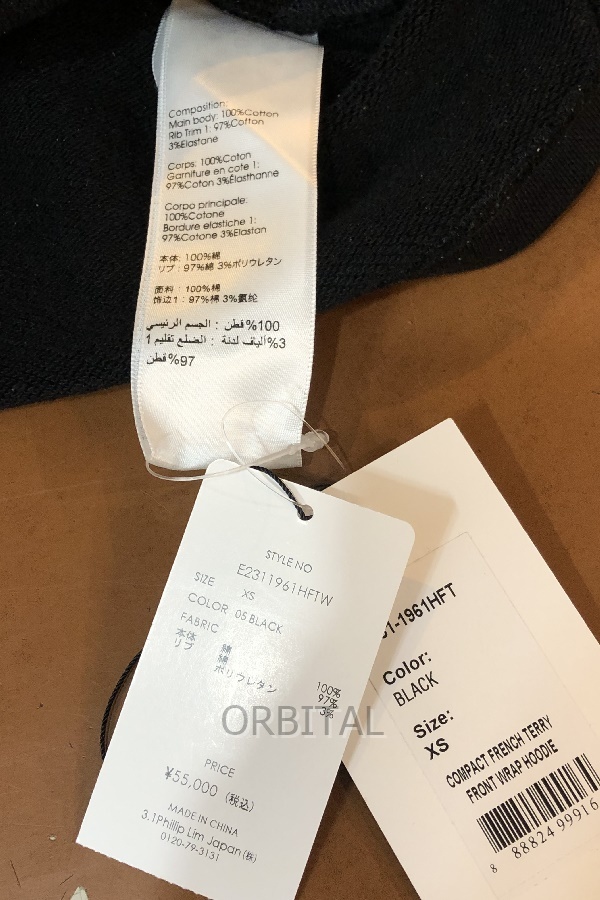 Composition:
Main body: 100%Cotton
Rib Trim 1: 97%Cotton
3%Elastane
Corps: 100%Coton
Garniture en cote 1:
97%Coton 3%Élasthanne
Corpo principale:
100%Cotone
Bordure elastiche 1:
97%Cotone 3%Elastan
本体: 100%綿
リブ: 97%綿 3%ポリウレタン
面料: 100%棉
饰边1: 97%棉 3%氨纶
100%قطن : الجسم الرئيسي
3%ألياف لدنة : الضلع تقليم 1
97%قطن
STYLE NO
E2311961HFTW
SIZE XS
COLOR 05 BLACK
FABRIC
本体 綿 100%
リブ 綿 97%
ポリウレタン 3%
ORBITAL
PRICE
¥55,000 (税込)
MADE IN CHINA
3.1Phillip Lim Japan(株)
0120-79-3131
1-1961HFT
Color:
BLACK
Size:
XS
COMPACT FRENCH TERRY
FRONT WRAP HOODIE
8 88824 99916